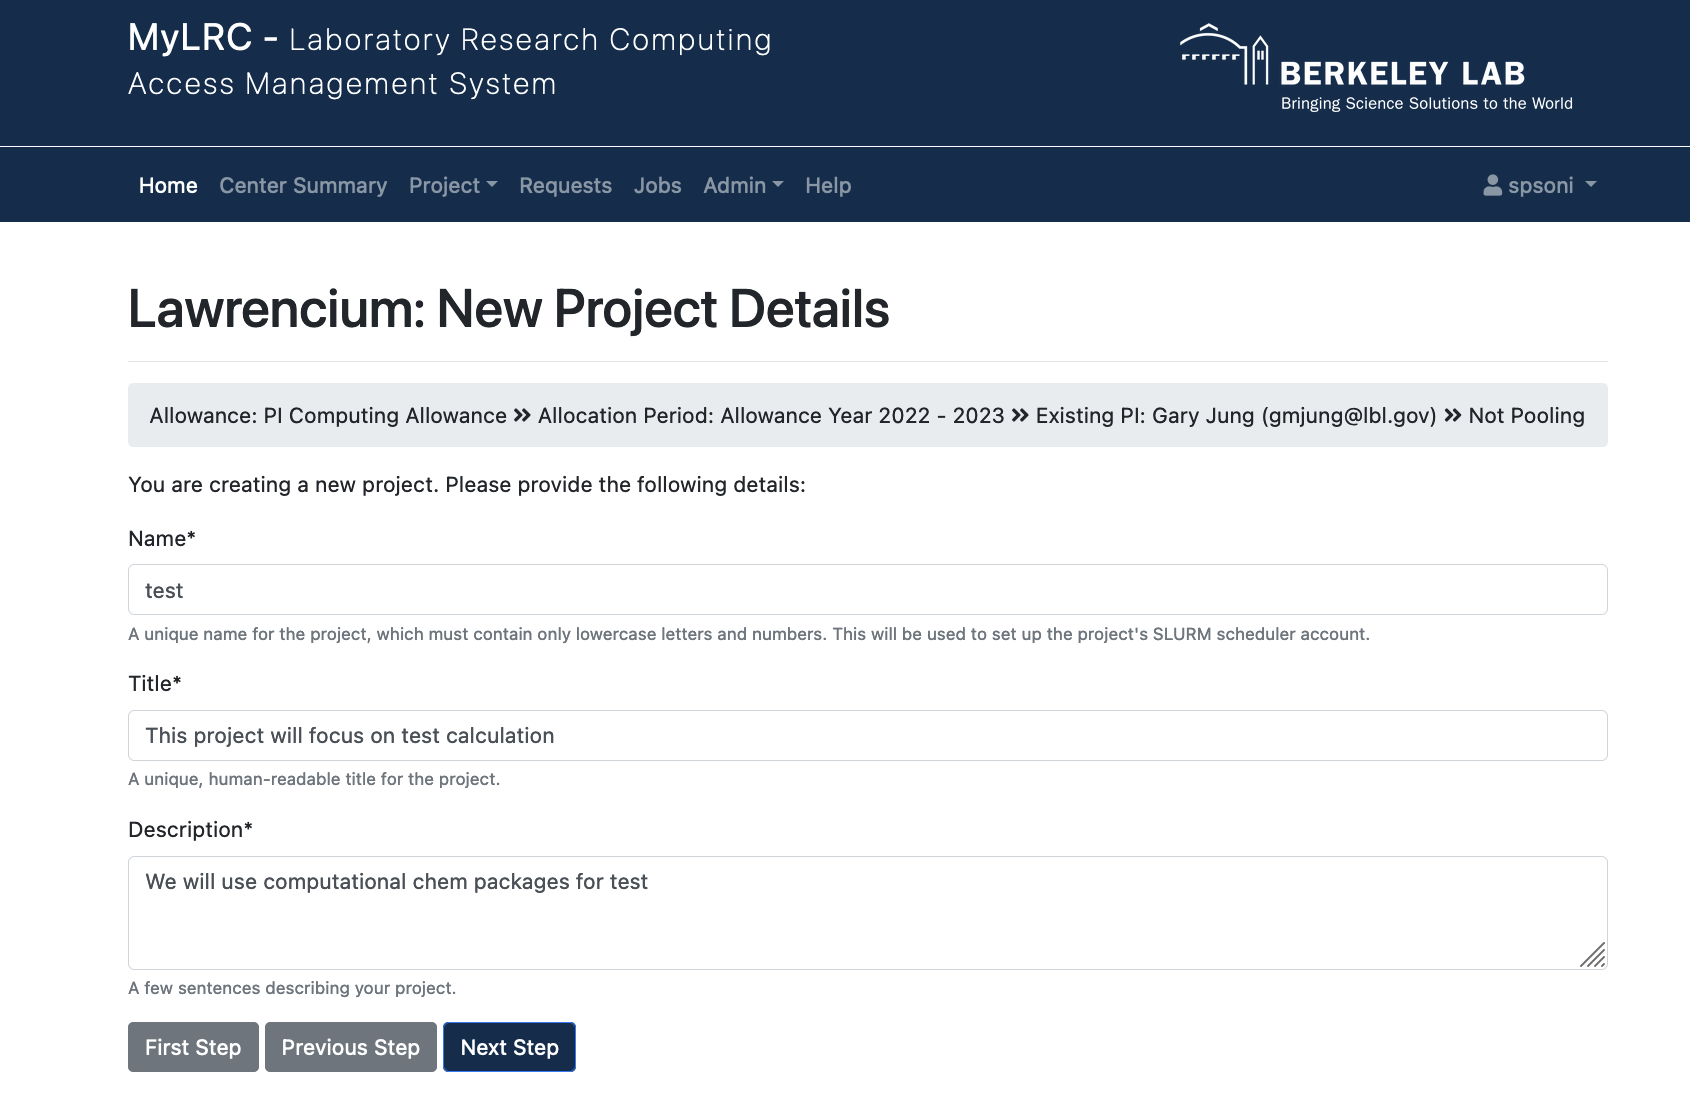 MyLRC - Laboratory Research Computing
Access Management System
BERKELEY LAB
Bringing Science Solutions to the World
Home Center Summary Project Requests Jobs Admin Help spsoni
Lawrencium: New Project Details
Allowance: PI Computing Allowance » Allocation Period: Allowance Year 2022 - 2023 » Existing PI: Gary Jung (gmjung@lbl.gov) » Not Pooling
You are creating a new project. Please provide the following details:
Name*
test
A unique name for the project, which must contain only lowercase letters and numbers. This will be used to set up the project's SLURM scheduler account.
Title*
This project will focus on test calculation
A unique, human-readable title for the project.
Description*
We will use computational chem packages for test
A few sentences describing your project.
First Step Previous Step Next Step